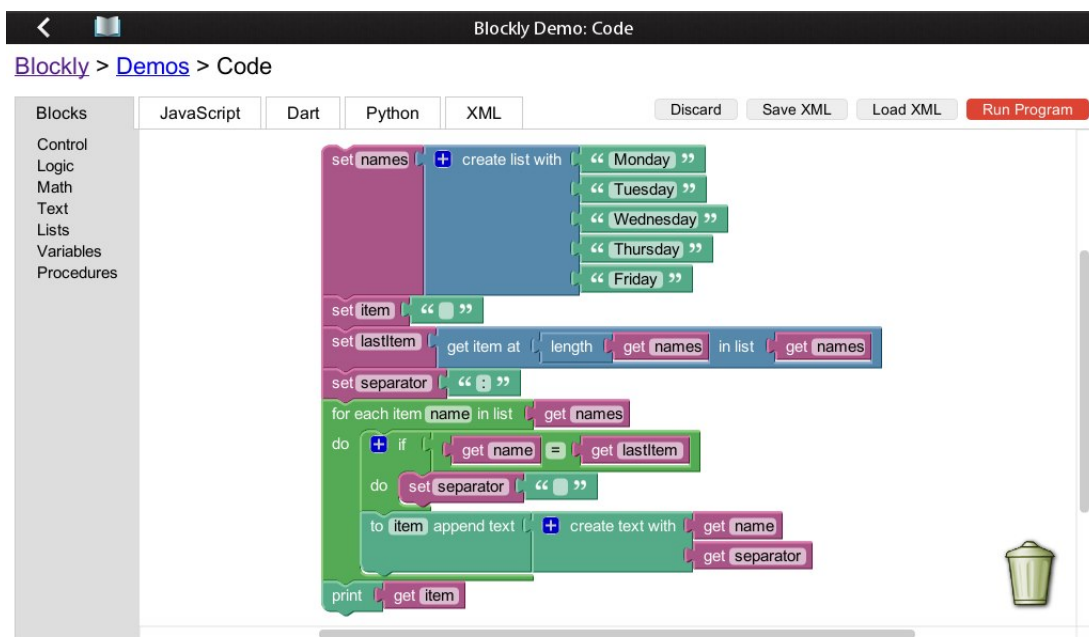 Blockly Demo: Code
Blockly > Demos > Code
Blocks JavaScript Dart Python XML Discard Save XML Load XML Run Program
Control
Logic
Math
Text
Lists
Variables
Procedures
set names create list with “ Monday ”
“ Tuesday ”
“ Wednesday ”
“ Thursday ”
“ Friday ”
set item “ ”
set lastItem get item at length get names in list get names
set separator “ : ”
for each item name in list get names
do if get name = get lastItem
do set separator “ ”
to item append text create text with get name
get separator
print get item